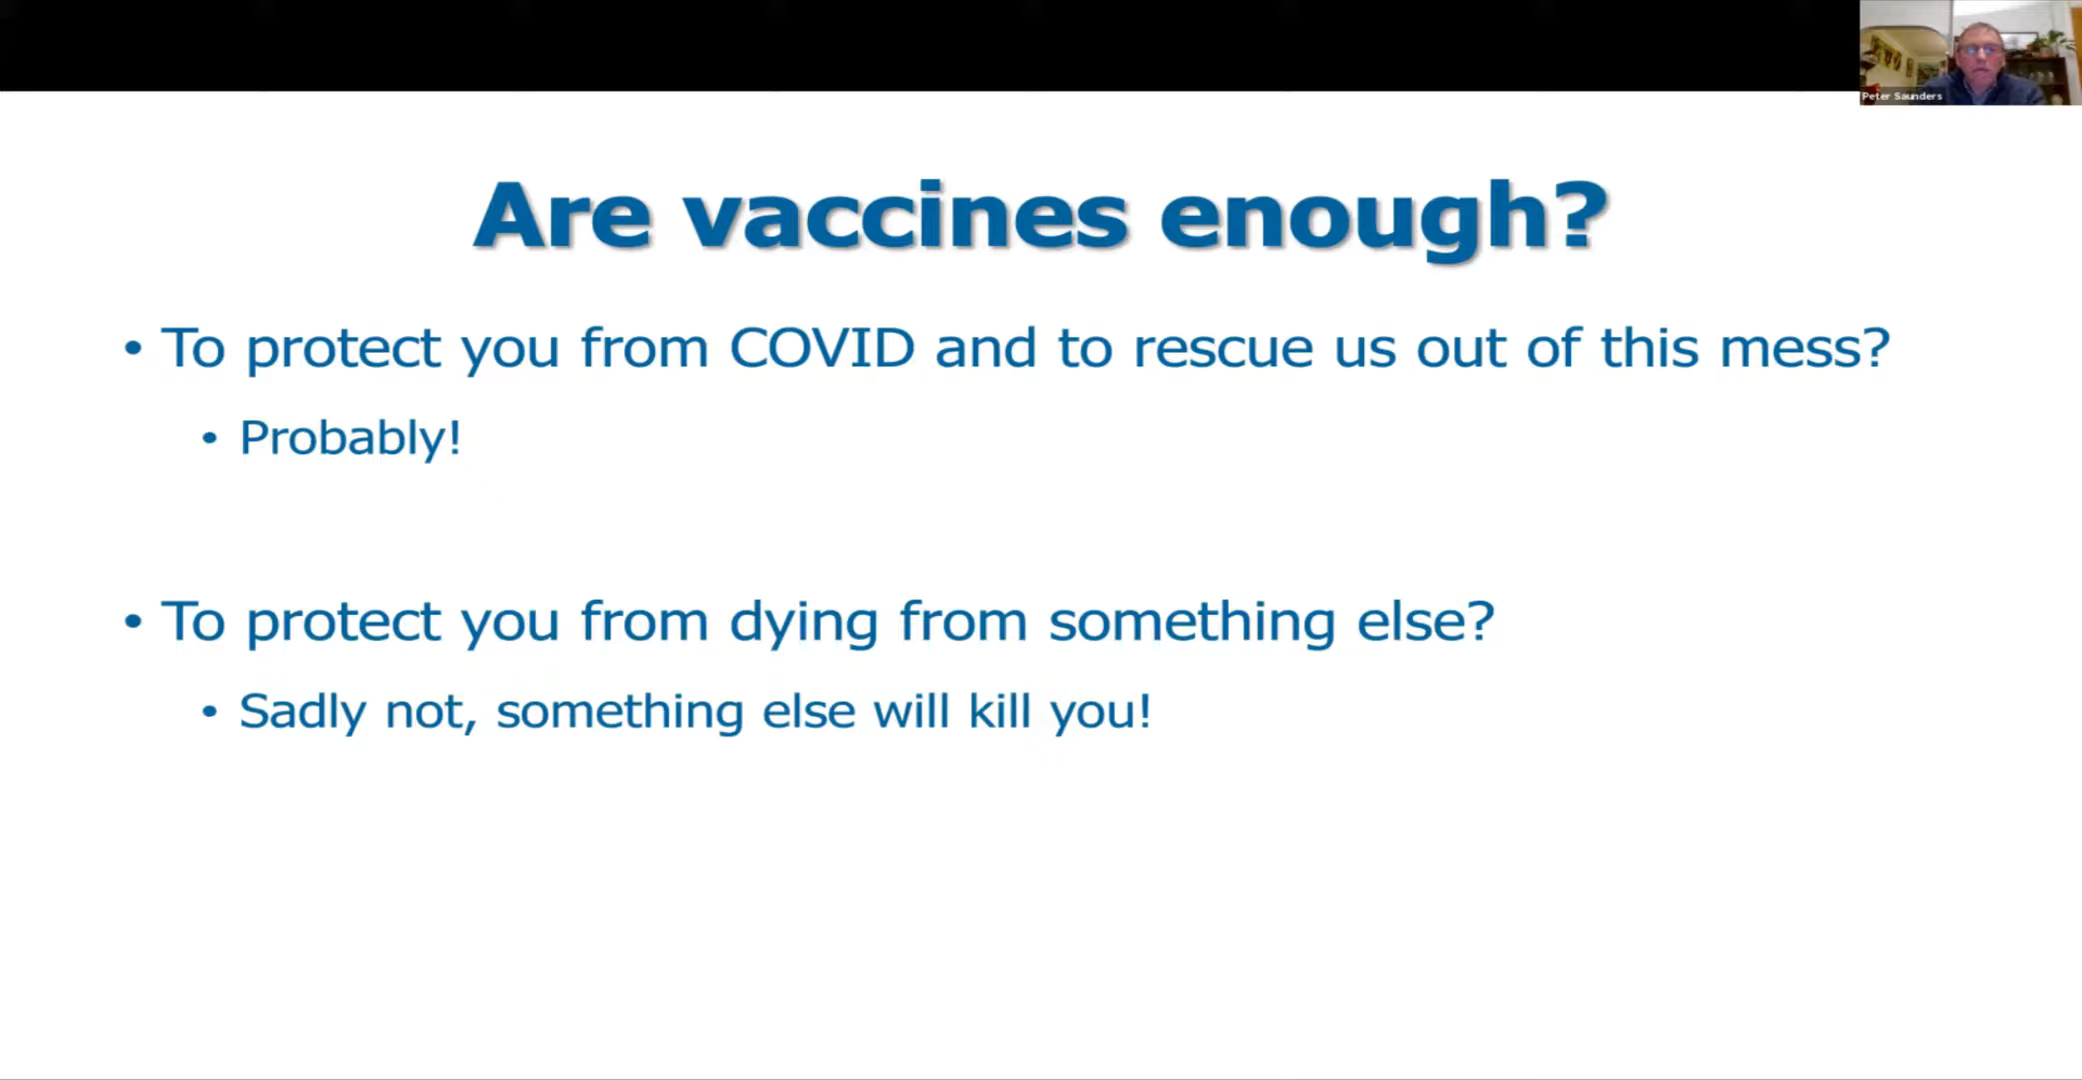 Peter Saunders
Are vaccines enough?
• To protect you from COVID and to rescue us out of this mess?
• Probably!
• To protect you from dying from something else?
• Sadly not, something else will kill you!